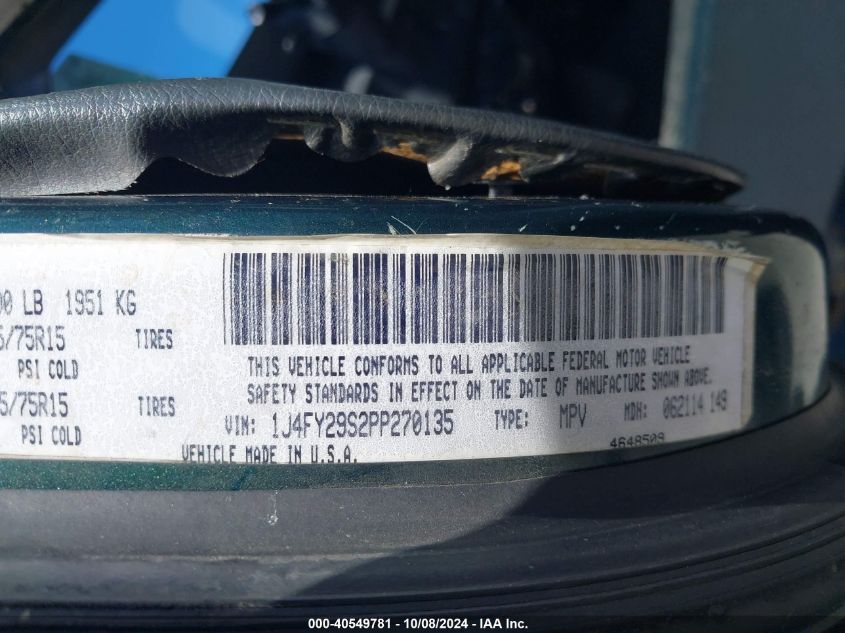 00 LB 1951 KG
5/75R15 TIRES
PSI COLD
5/75R15 TIRES
PSI COLD
THIS VEHICLE CONFORMS TO ALL APPLICABLE FEDERAL MOTOR VEHICLE
SAFETY STANDARDS IN EFFECT ON THE DATE OF MANUFACTURE SHOWN ABOVE.
VIN: 1J4FY29S2PP270135 TYPE: MPV MDH: 062114 149
4648509
VEHICLE MADE IN U.S.A.
000-40549781 - 10/08/2024 - IAA Inc.